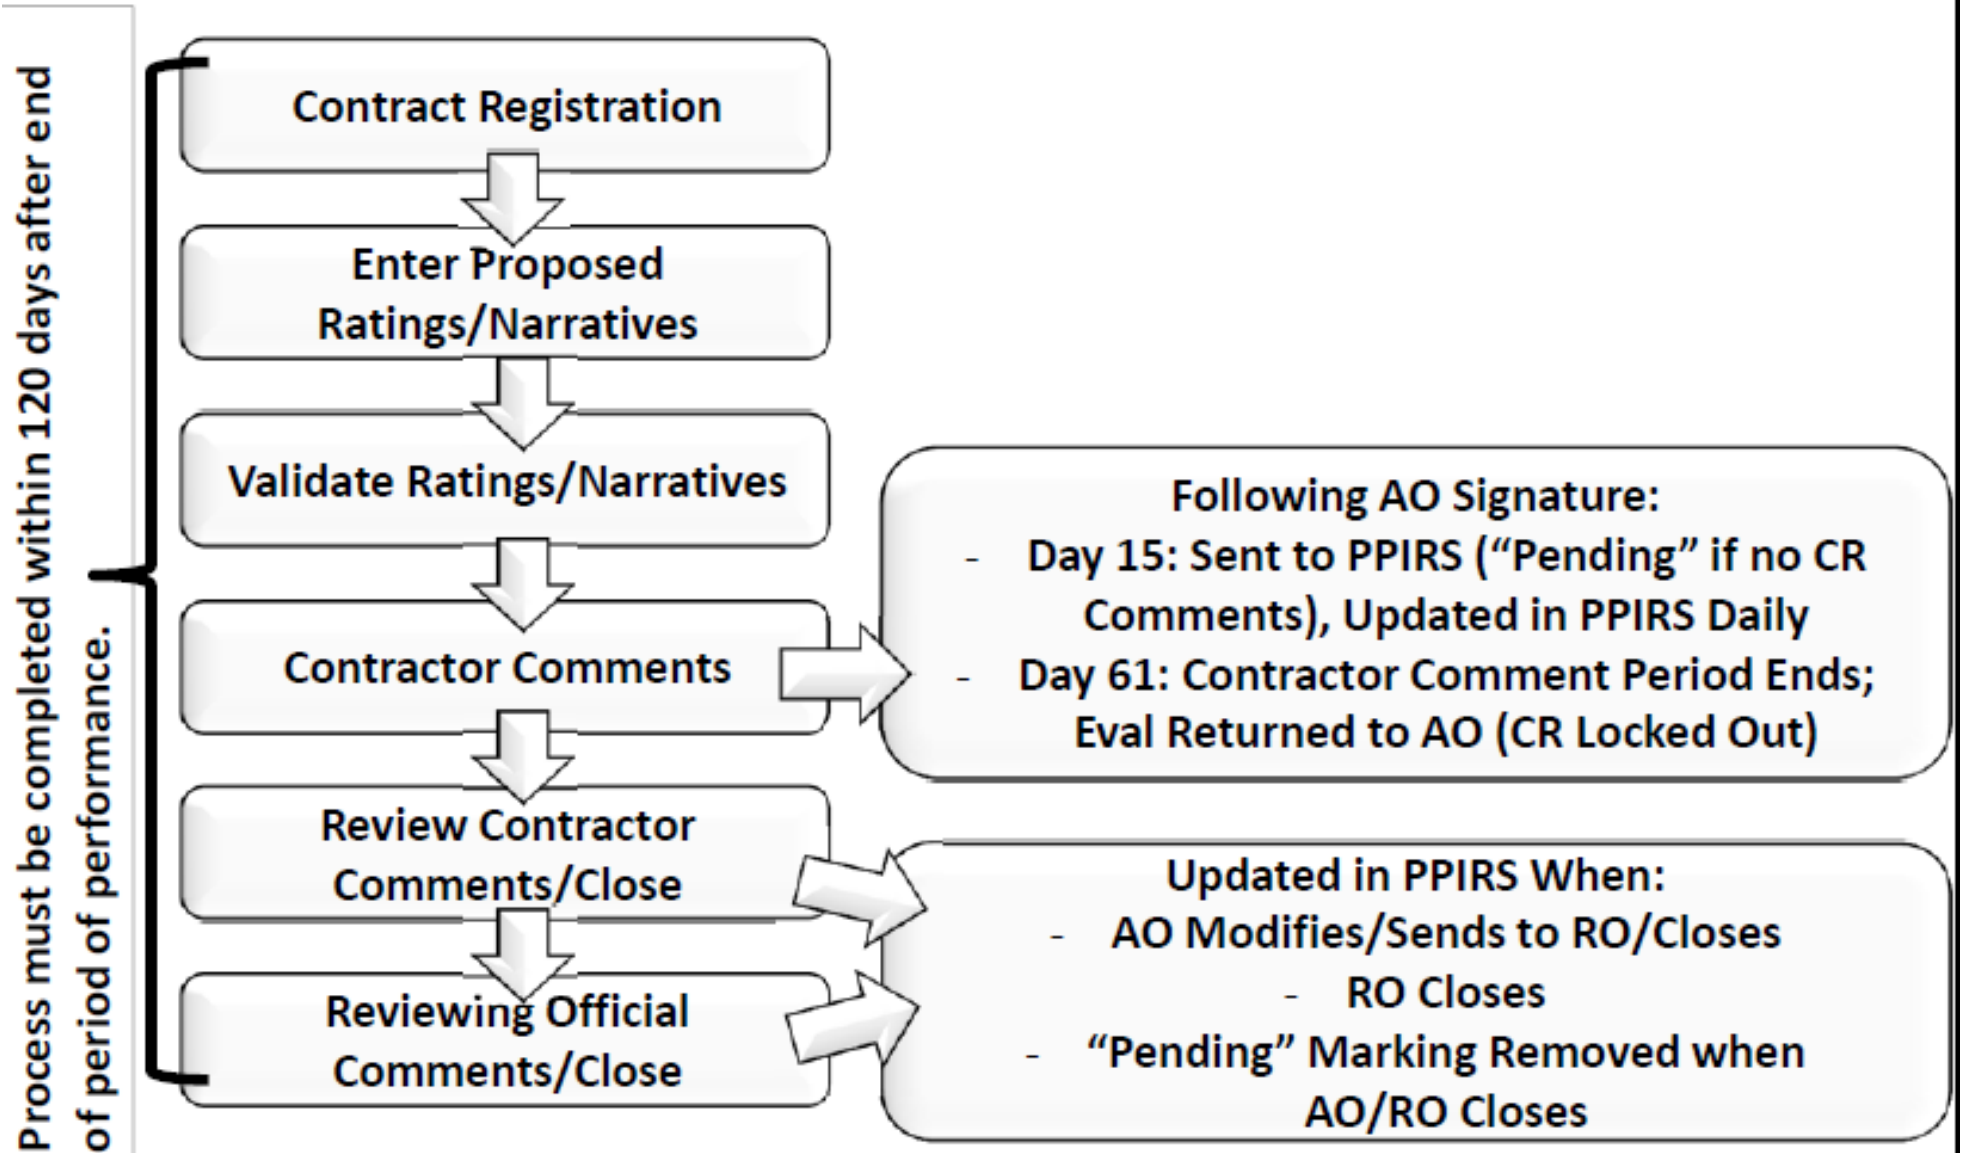 Process must be completed within 120 days after end
of period of performance.
Contract Registration
Enter Proposed
Ratings/Narratives
Validate Ratings/Narratives
Contractor Comments
Following AO Signature:
- Day 15: Sent to PPIRS (“Pending” if no CR
Comments), Updated in PPIRS Daily
- Day 61: Contractor Comment Period Ends;
Eval Returned to AO (CR Locked Out)
Review Contractor
Comments/Close
Reviewing Official
Comments/Close
Updated in PPIRS When:
- AO Modifies/Sends to RO/Closes
- RO Closes
- “Pending” Marking Removed when
AO/RO Closes